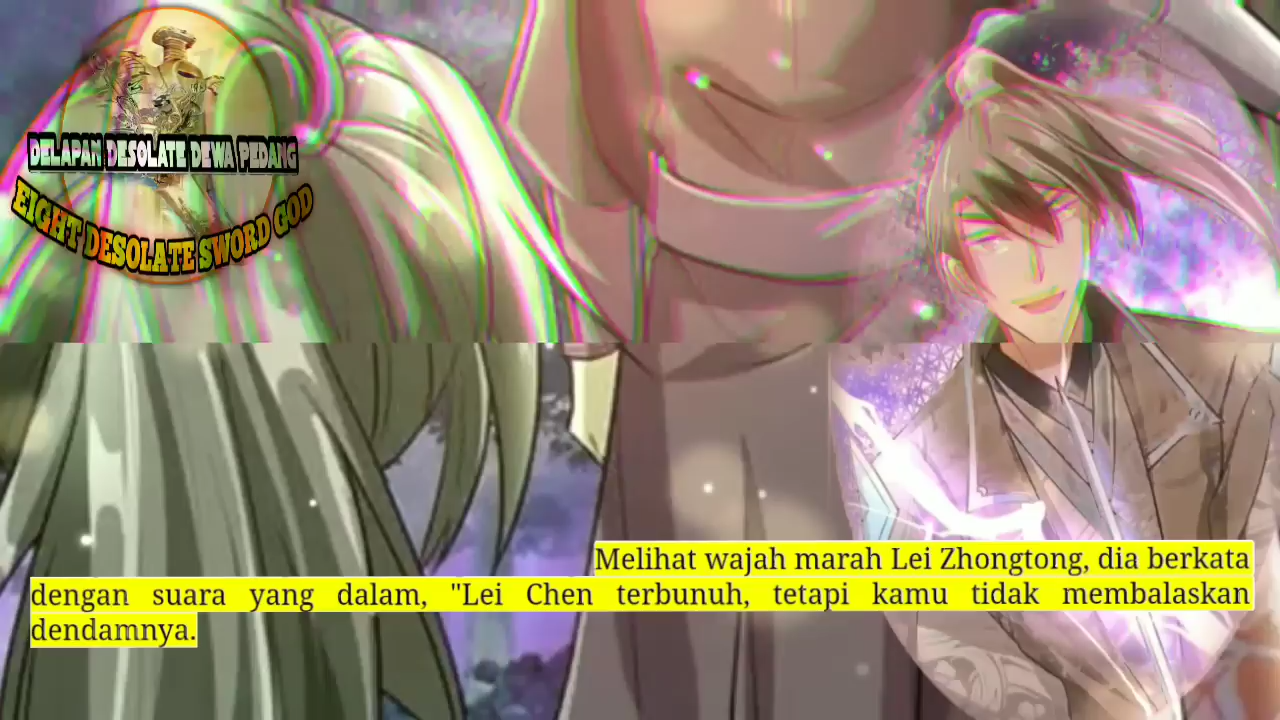 DELAPAN DESOLATE DEWA PEDANG
EIGHT DESOLATE SWORD GOD
Melihat wajah marah Lei Zhongtong, dia berkata
dengan suara yang dalam, "Lei Chen terbunuh, tetapi kamu tidak membalaskan
dendamnya.